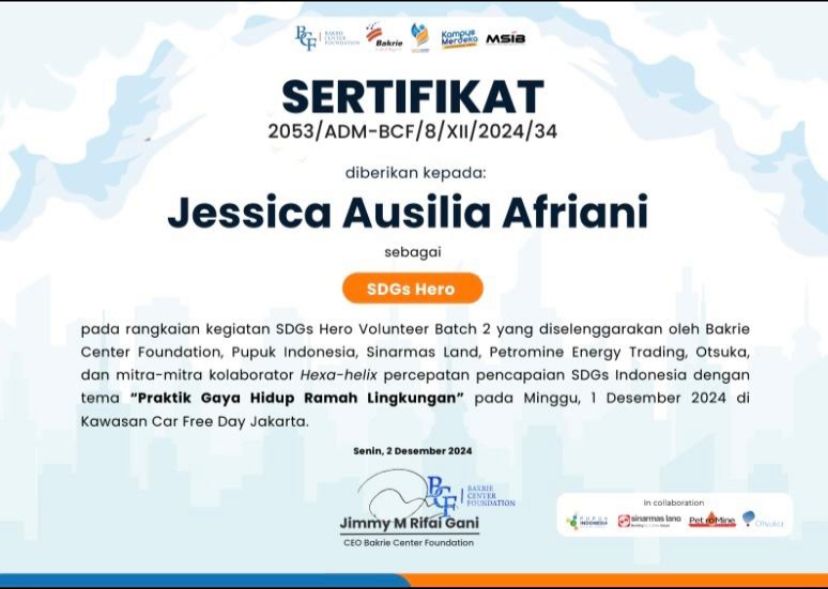 BCF BAKRIE CENTER FOUNDATION
Bakrie
Kampus Merdeka
MSIB
SERTIFIKAT
2053/ADM-BCF/8/XII/2024/34
diberikan kepada:
Jessica Ausilia Afriani
sebagai
SDGs Hero
pada rangkaian kegiatan SDGs Hero Volunteer Batch 2 yang diselenggarakan oleh Bakrie
Center Foundation, Pupuk Indonesia, Sinarmas Land, Petromine Energy Trading, Otsuka,
dan mitra-mitra kolaborator Hexa-helix percepatan pencapaian SDGs Indonesia dengan
tema “Praktik Gaya Hidup Ramah Lingkungan” pada Minggu, 1 Desember 2024 di
Kawasan Car Free Day Jakarta.
Senin, 2 Desember 2024
BCF BAKRIE CENTER FOUNDATION
Jimmy M Rifai Gani
CEO Bakrie Center Foundation
In collaboration
PUPUK INDONESIA
sinarmas land
PetroMine
Otsuka